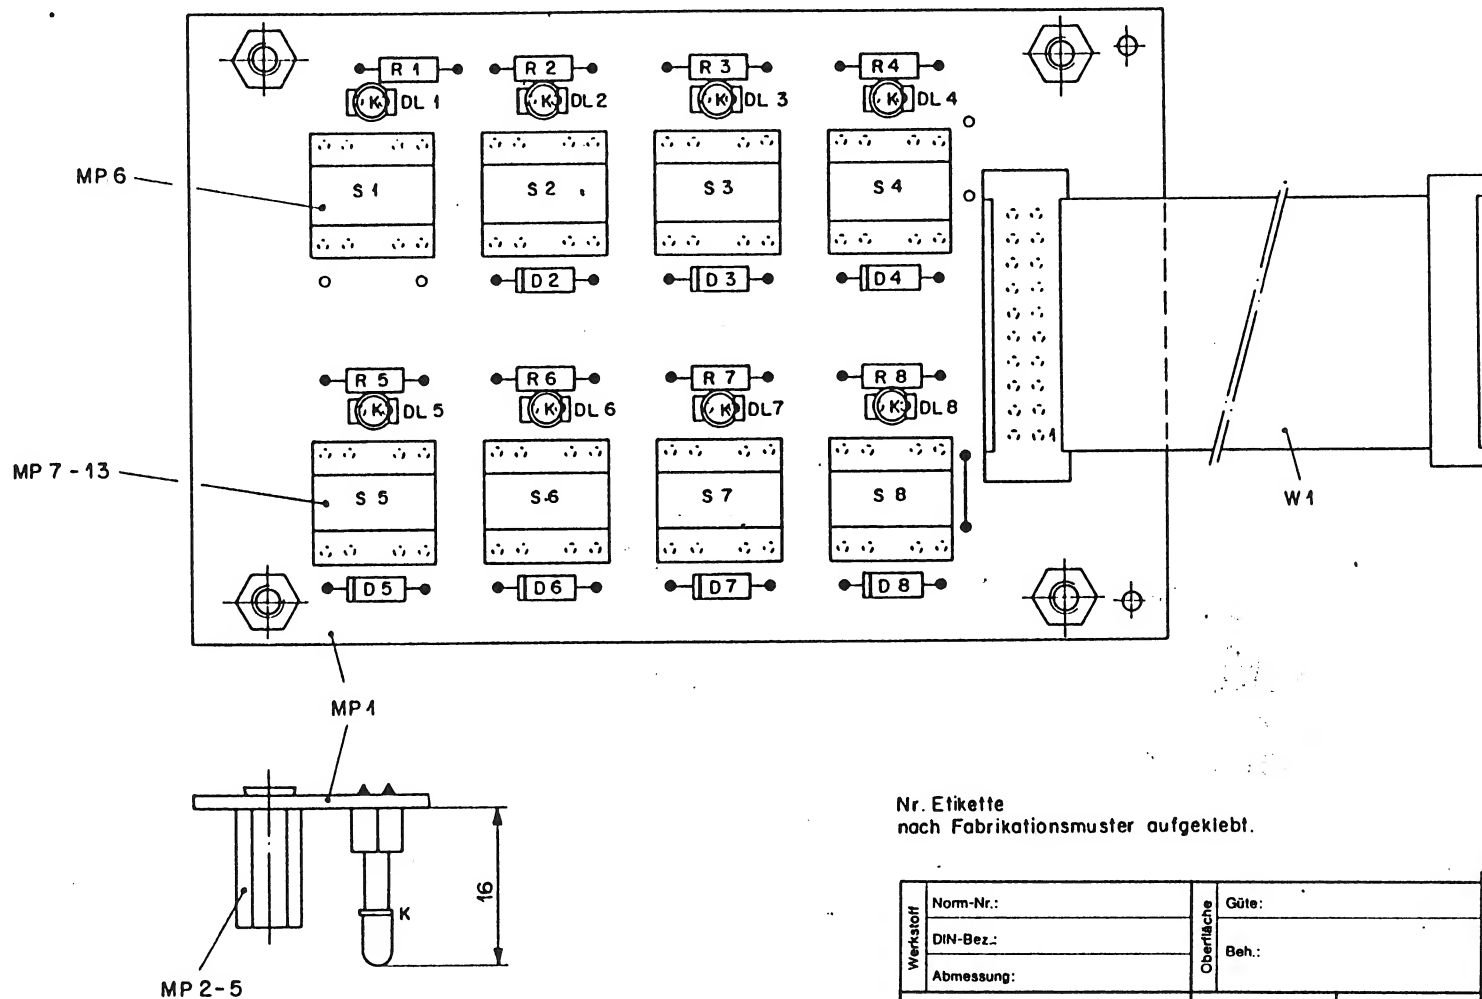 R 1 R 2 R 3 R 4
K DL 1 K DL 2 K DL 3 K DL 4
MP 6
S 1 S 2 S 3 S 4
D 2 D 3 D 4
R 5 R 6 R 7 R 8
K DL 5 K DL 6 K DL 7 K DL 8
1
MP 7 - 13
S 5 S 6 S 7 S 8
W 1
D 5 D 6 D 7 D 8
MP 1
16
K
MP 2 - 5
Nr. Etikette
nach Fabrikationsmuster aufgeklebt.
Werkstoff
Norm-Nr.:
DIN-Bez.:
Abmessung:
Oberfläche
Güte:
Beh.: